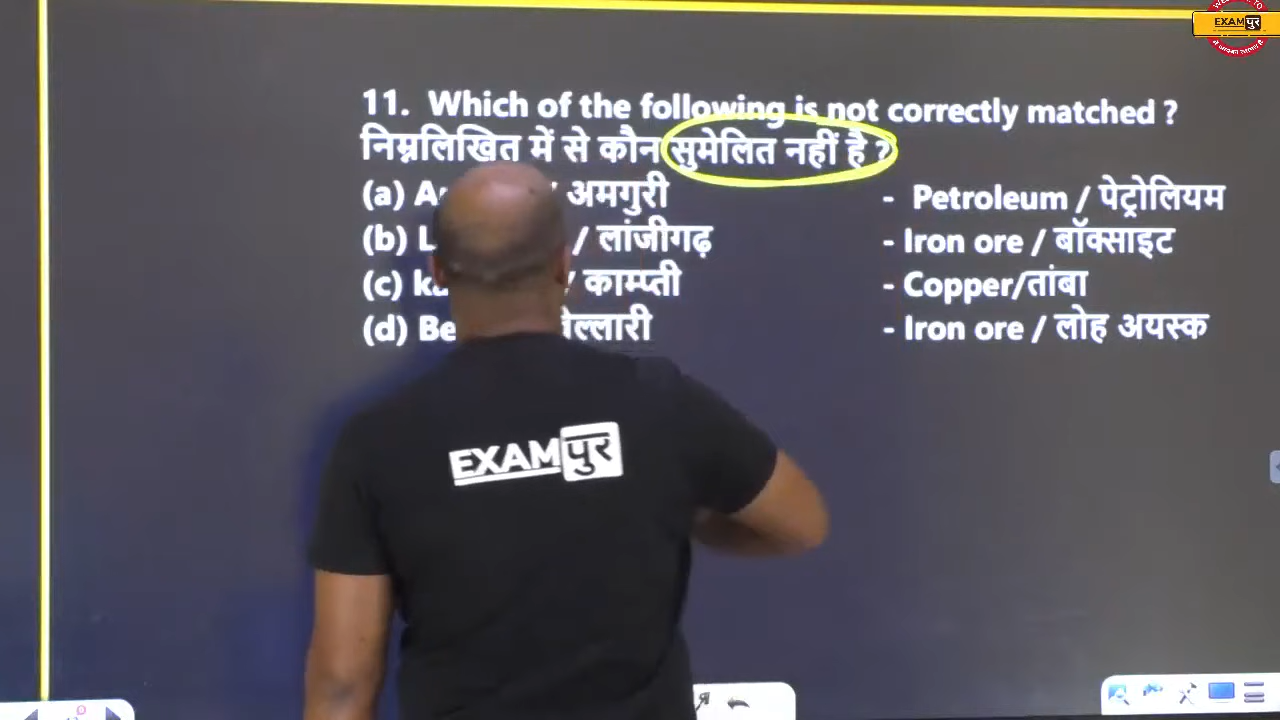 EXAMपुर
11. Which of the following is not correctly matched ?
निम्नलिखित में से कौन सुमेलित नहीं है ?
(a) / अमगुरी - Petroleum / पेट्रोलियम
(b) / लांजीगढ़ - Iron ore / बॉक्साइट
(c) / काम्प्ती - Copper/तांबा
(d) - Iron ore / लोह अयस्क
EXAMपुर